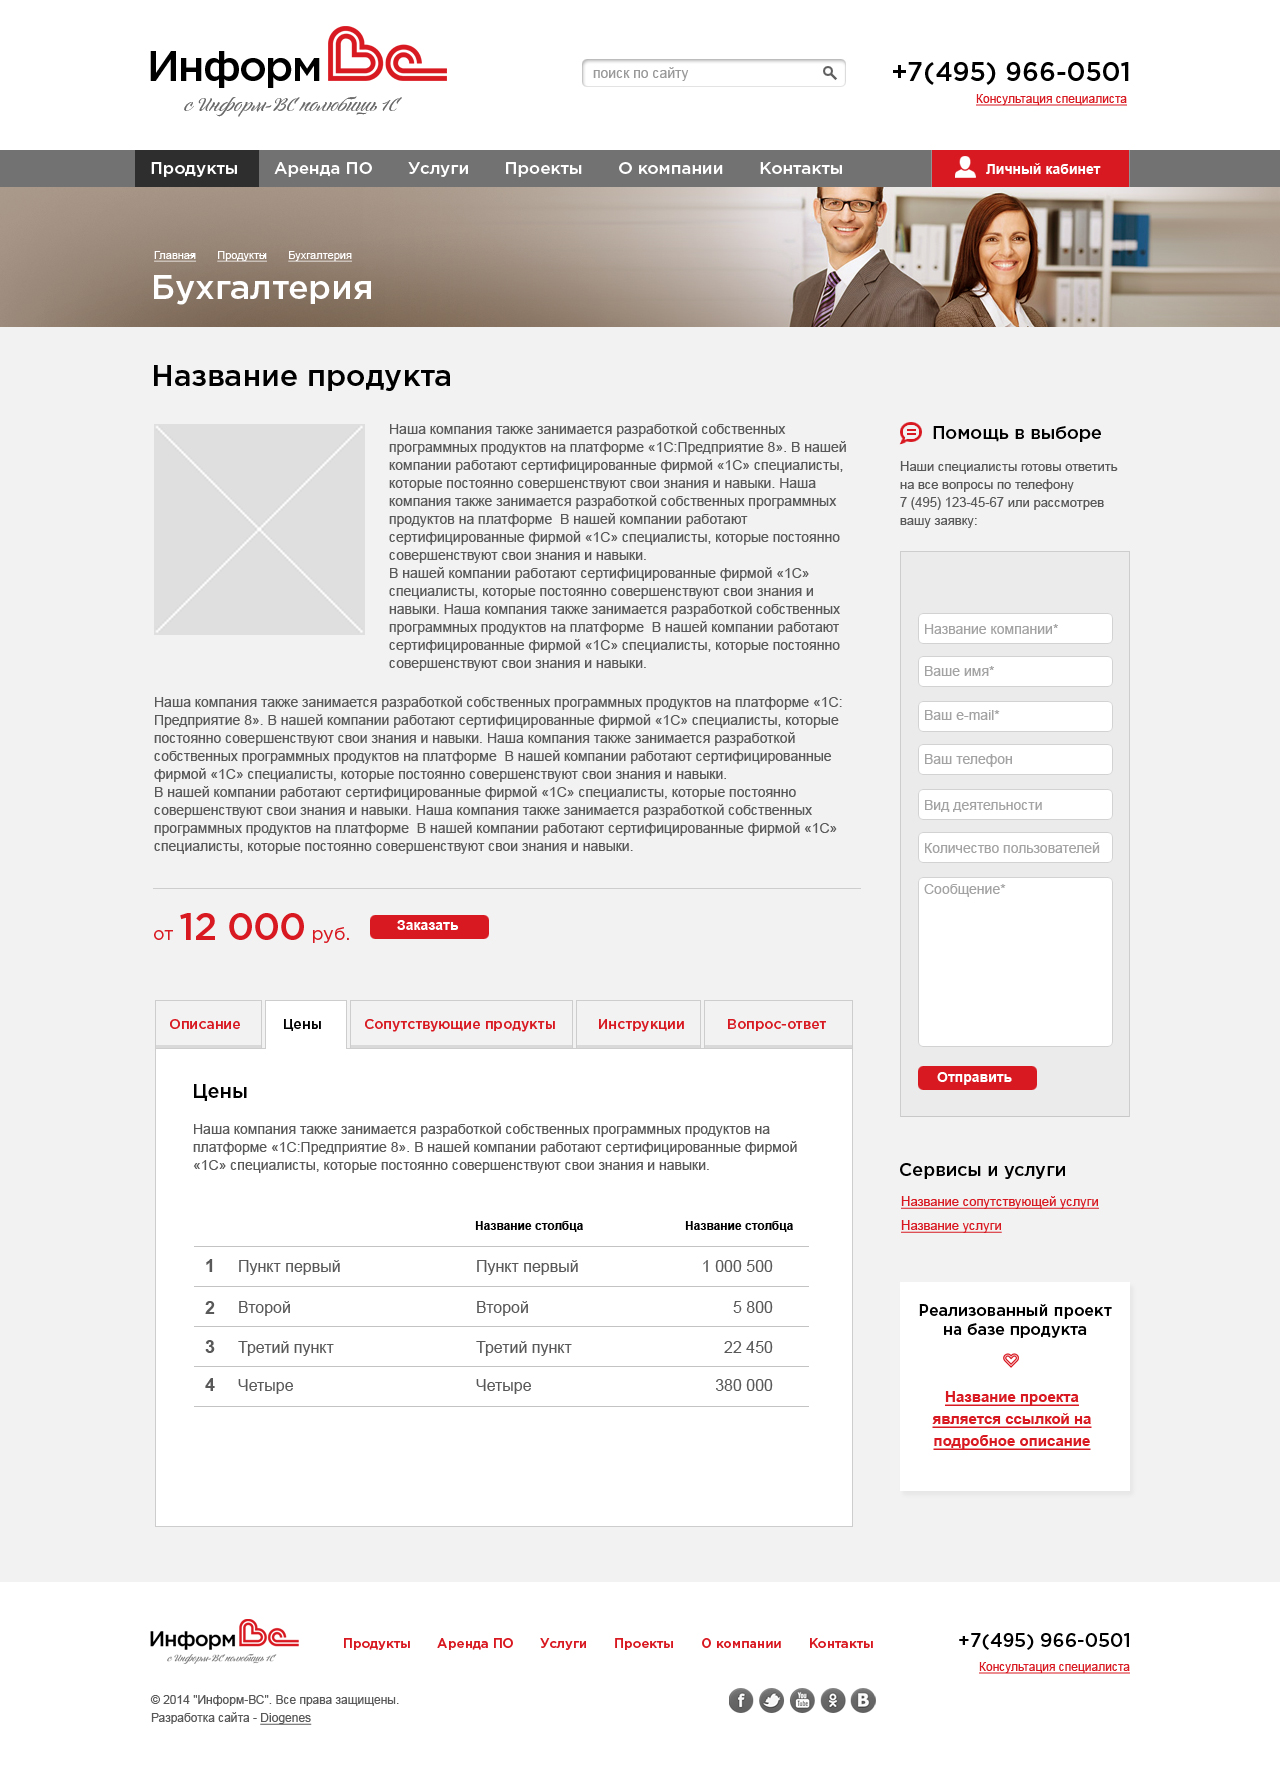 Информ ВС
с Информ-ВС полюбишь 1С
поиск по сайту
+7(495) 966-0501
Консультация специалиста
Продукты Аренда ПО Услуги Проекты О компании Контакты Личный кабинет
Главная Продукты Бухгалтерия
Бухгалтерия
Название продукта
Наша компания также занимается разработкой собственных
программных продуктов на платформе «1С:Предприятие 8». В нашей
компании работают сертифицированные фирмой «1С» специалисты,
которые постоянно совершенствуют свои знания и навыки. Наша
компания также занимается разработкой собственных программных
продуктов на платформе  В нашей компании работают
сертифицированные фирмой «1С» специалисты, которые постоянно
совершенствуют свои знания и навыки.
В нашей компании работают сертифицированные фирмой «1С»
специалисты, которые постоянно совершенствуют свои знания и
навыки. Наша компания также занимается разработкой собственных
программных продуктов на платформе  В нашей компании работают
сертифицированные фирмой «1С» специалисты, которые постоянно
совершенствуют свои знания и навыки.
Наша компания также занимается разработкой собственных программных продуктов на платформе «1С:
Предприятие 8». В нашей компании работают сертифицированные фирмой «1С» специалисты, которые
постоянно совершенствуют свои знания и навыки. Наша компания также занимается разработкой
собственных программных продуктов на платформе  В нашей компании работают сертифицированные
фирмой «1С» специалисты, которые постоянно совершенствуют свои знания и навыки.
В нашей компании работают сертифицированные фирмой «1С» специалисты, которые постоянно
совершенствуют свои знания и навыки. Наша компания также занимается разработкой собственных
программных продуктов на платформе  В нашей компании работают сертифицированные фирмой «1С»
специалисты, которые постоянно совершенствуют свои знания и навыки.
от 12 000 руб. Заказать
Описание Цены Сопутствующие продукты Инструкции Вопрос-ответ
Цены
Наша компания также занимается разработкой собственных программных продуктов на
платформе «1С:Предприятие 8». В нашей компании работают сертифицированные фирмой
«1С» специалисты, которые постоянно совершенствуют свои знания и навыки.
Название столбца Название столбца
1 Пункт первый Пункт первый 1 000 500
2 Второй Второй 5 800
3 Третий пункт Третий пункт 22 450
4 Четыре Четыре 380 000
Помощь в выборе
Наши специалисты готовы ответить
на все вопросы по телефону
7 (495) 123-45-67 или рассмотрев
вашу заявку:
Название компании*
Ваше имя*
Ваш e-mail*
Ваш телефон
Вид деятельности
Количество пользователей
Сообщение*
Отправить
Сервисы и услуги
Название сопутствующей услуги
Название услуги
Реализованный проект
на базе продукта
Название проекта
является ссылкой на
подробное описание
Информ ВС
с Информ-ВС полюбишь 1С
Продукты Аренда ПО Услуги Проекты О компании Контакты
+7(495) 966-0501
Консультация специалиста
© 2014 "Информ-ВС". Все права защищены.
Разработка сайта - Diogenes
f You Tube B